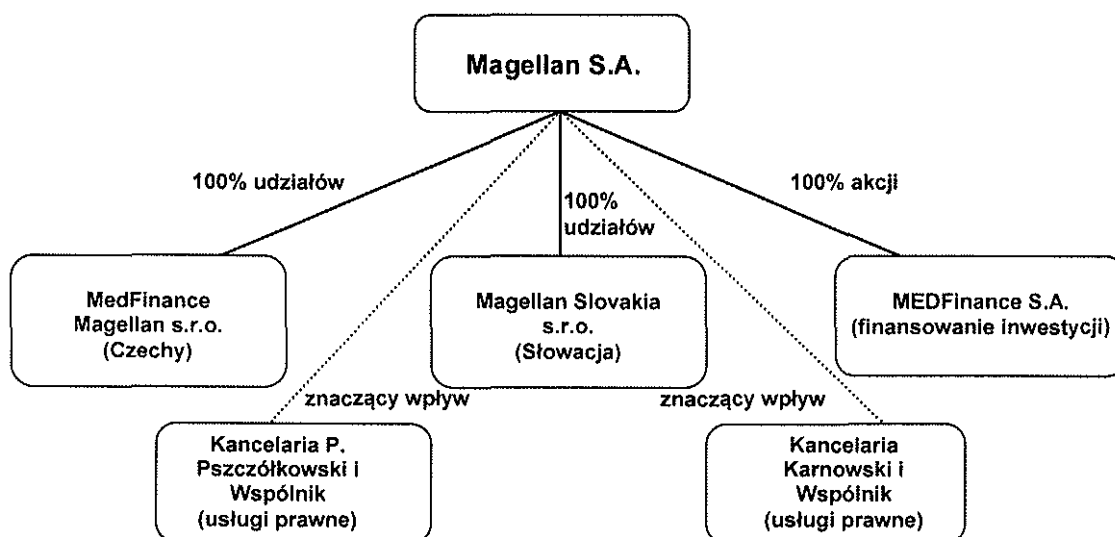 Magellan S.A.
100% udziałów
100%
udziałów
100% akcji
MedFinance
Magellan s.r.o.
(Czechy)
Magellan Slovakia
s.r.o.
(Słowacja)
MEDFinance S.A.
(finansowanie inwestycji)
znaczący wpływ
znaczący wpływ
Kancelaria P.
Pszczółkowski i
Wspólnik
(usługi prawne)
Kancelaria
Karnowski i
Wspólnik
(usługi prawne)